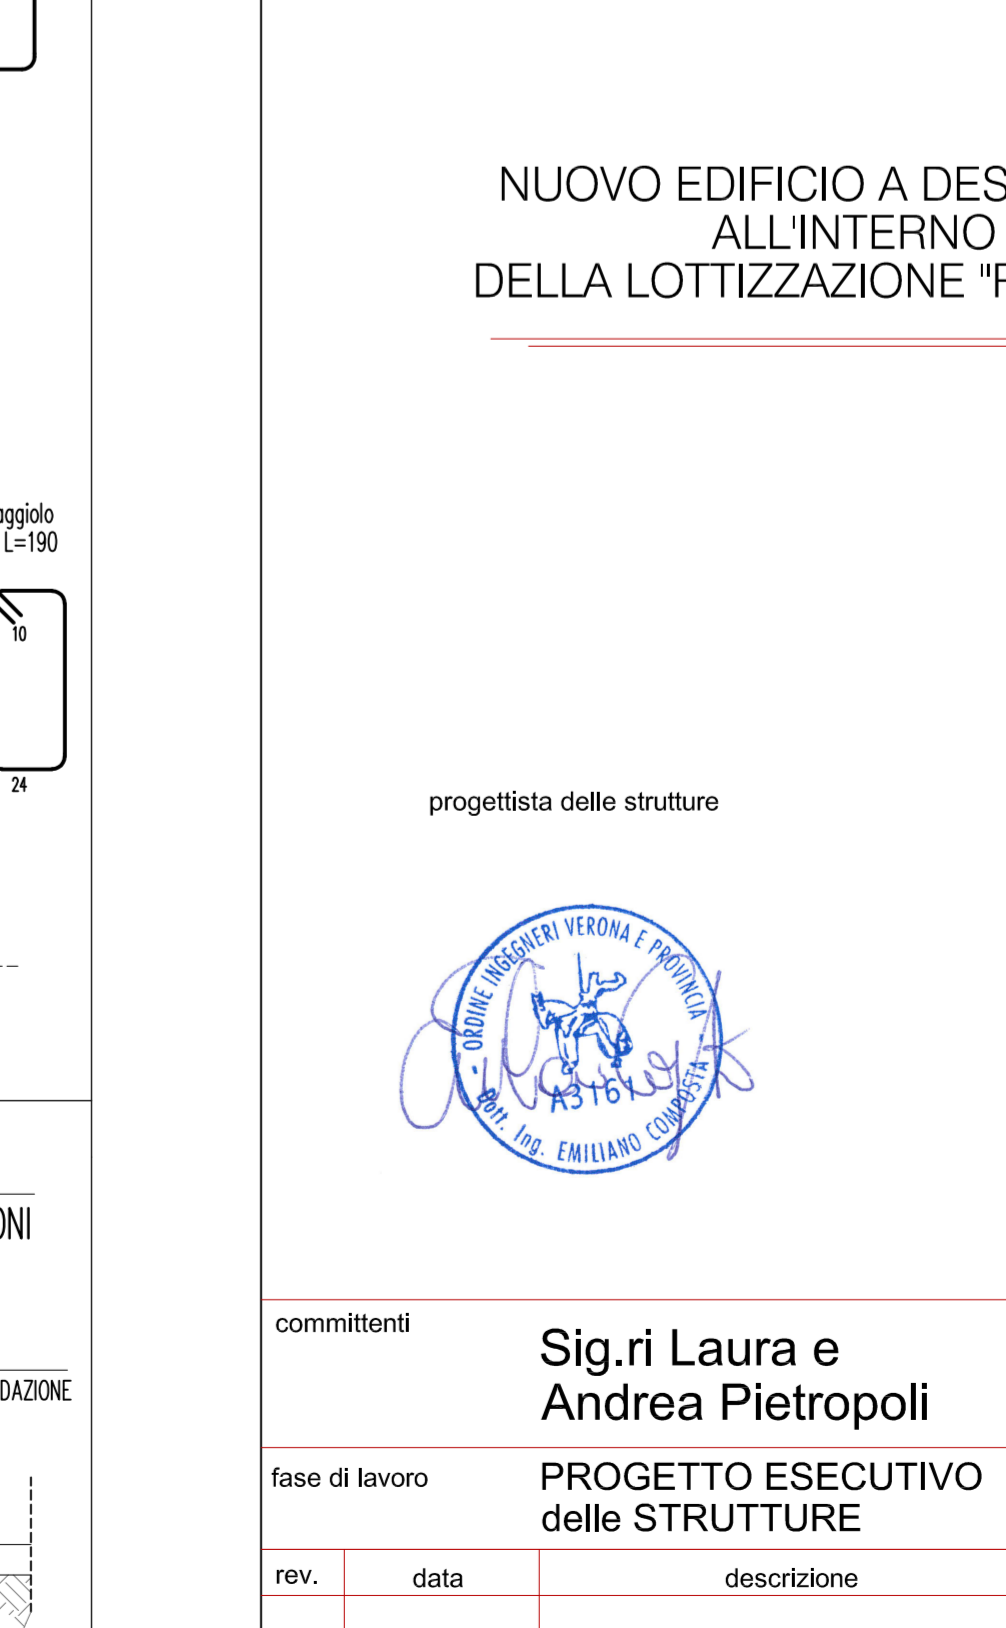 NUOVO EDIFICIO A DES
ALL'INTERNO
DELLA LOTTIZZAZIONE "
aggiolo
L=190
10
24
progettista delle strutture
- ORDINE INGEGNERI VERONA E PROVINCIA -
A3161
Dott. Ing. EMILIANO COMPOSTA
ONI
DAZIONE
committenti
Sig.ri Laura e
Andrea Pietropoli
fase di lavoro
PROGETTO ESECUTIVO
delle STRUTTURE
rev.
data
descrizione